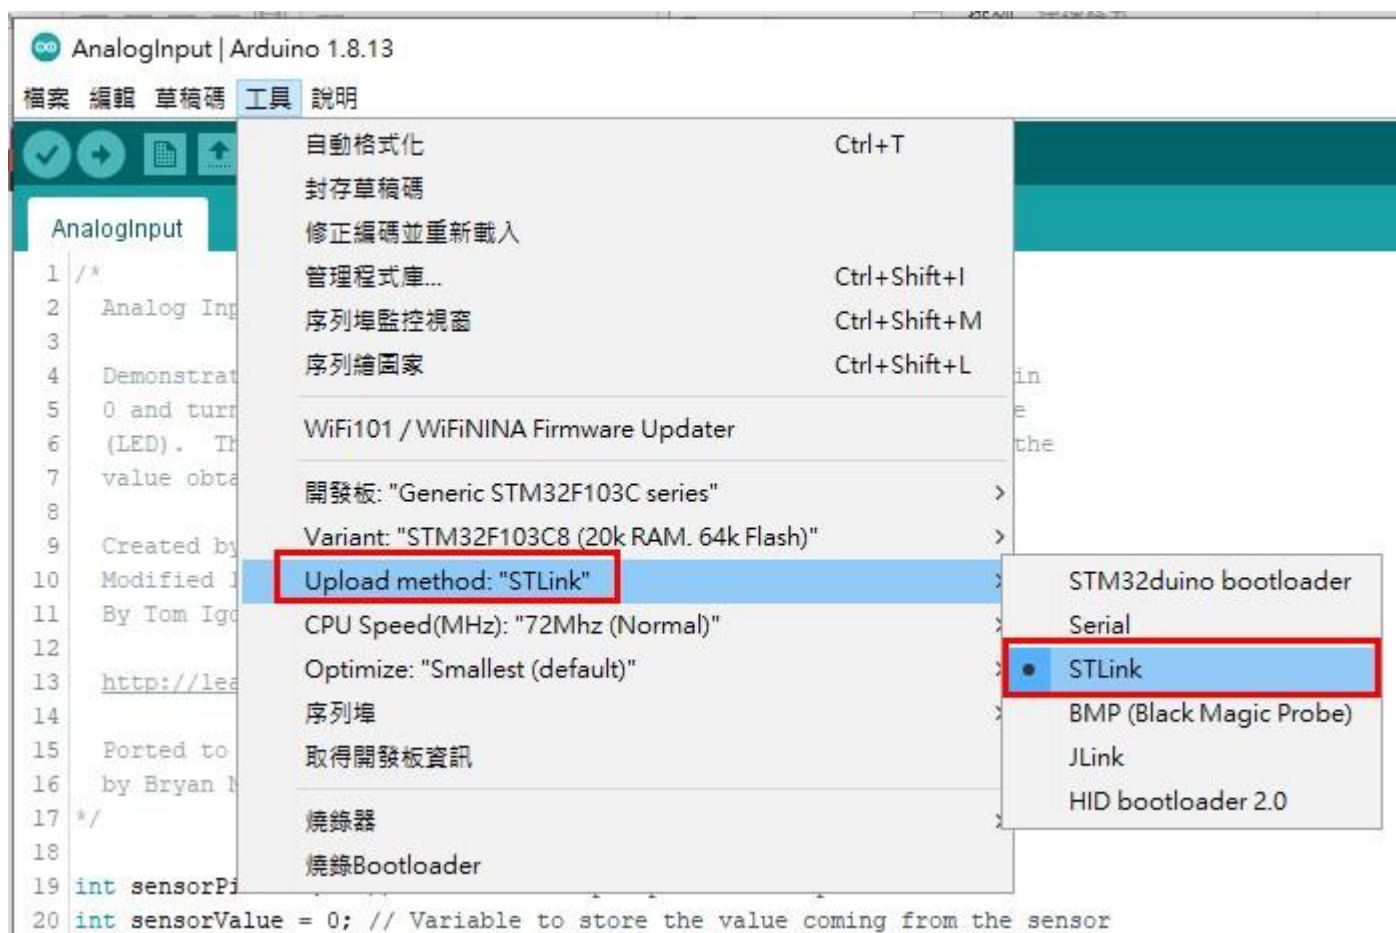 AnalogInput | Arduino 1.8.13
檔案 編輯 草稿碼 工具 說明
自動格式化 Ctrl+T
封存草稿碼
修正編碼並重新載入
管理程式庫... Ctrl+Shift+I
序列埠監控視窗 Ctrl+Shift+M
序列繪圖家 Ctrl+Shift+L
WiFi101 / WiFiNINA Firmware Updater
開發板: "Generic STM32F103C series"
Variant: "STM32F103C8 (20k RAM. 64k Flash)"
Upload method: "STLink"
CPU Speed(MHz): "72Mhz (Normal)"
Optimize: "Smallest (default)"
序列埠
取得開發板資訊
燒錄器
燒錄Bootloader
STM32duino bootloader
Serial
STLink
BMP (Black Magic Probe)
JLink
HID bootloader 2.0
AnalogInput
1 /*
2 Analog
3
4 in
5 0 and
6 (LED). the
7 value
8
9 Created by
10 Modified
11 By Tom
12
13
14
15 Ported to
16 by Bryan
17 */
18
19 int
20 int sensorValue = 0; // Variable to store the value coming from the sensor